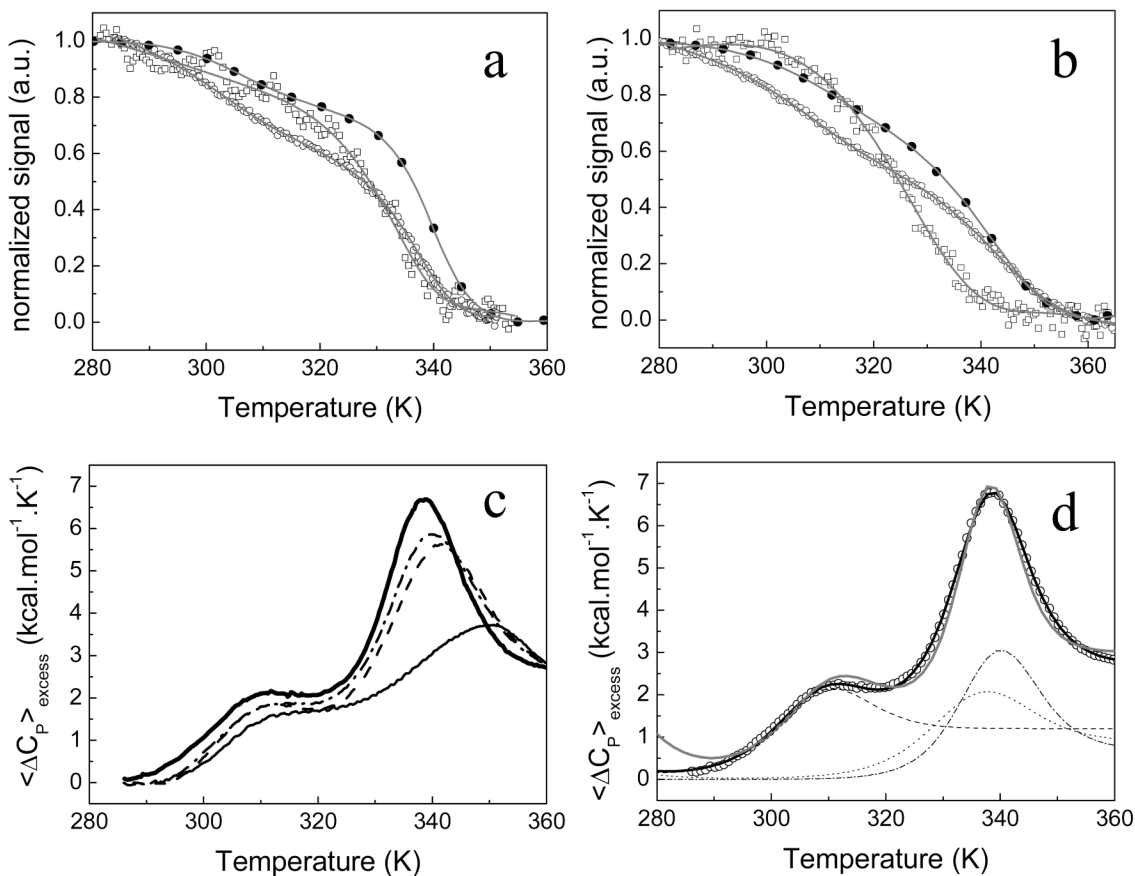 a
normalized signal (a.u.)
1.0
0.8
0.6
0.4
0.2
0.0
280 300 320 340 360
Temperature (K)
b
normalized signal (a.u.)
1.0
0.8
0.6
0.4
0.2
0.0
280 300 320 340 360
Temperature (K)
c
<ΔC_P>_excess (kcal.mol⁻¹.K⁻¹)
7
6
5
4
3
2
1
0
280 300 320 340 360
Temperature (K)
d
<ΔC_P>_excess (kcal.mol⁻¹.K⁻¹)
7
6
5
4
3
2
1
0
280 300 320 340 360
Temperature (K)